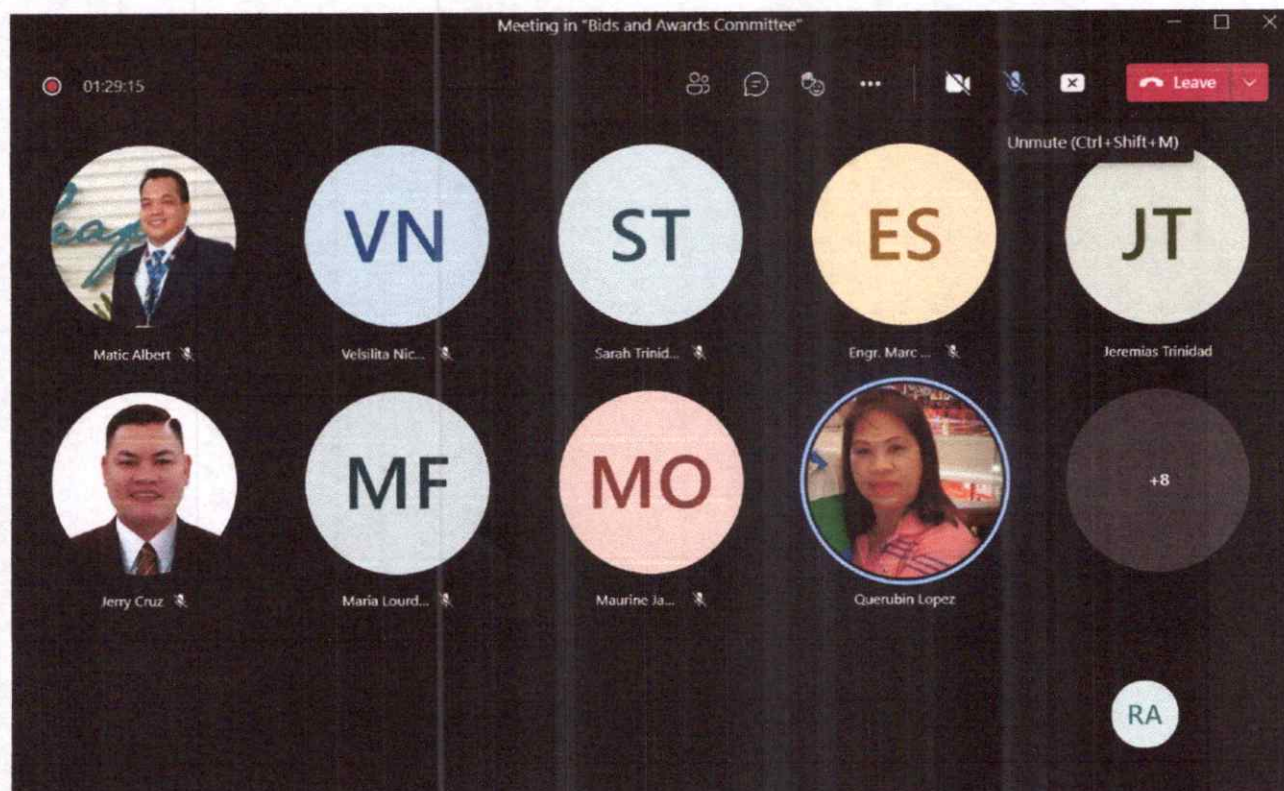 Meeting in "Bids and Awards Committee"
01:29:15
Leave
Unmute (Ctrl+Shift+M)
VN
ST
ES
JT
Matic Albert
Velsilita Nic...
Sarah Trinid...
Engr. Marc ...
Jeremias Trinidad
MF
MO
+8
Jerry Cruz
Maria Lourd...
Maurine Ja...
Querubin Lopez
RA